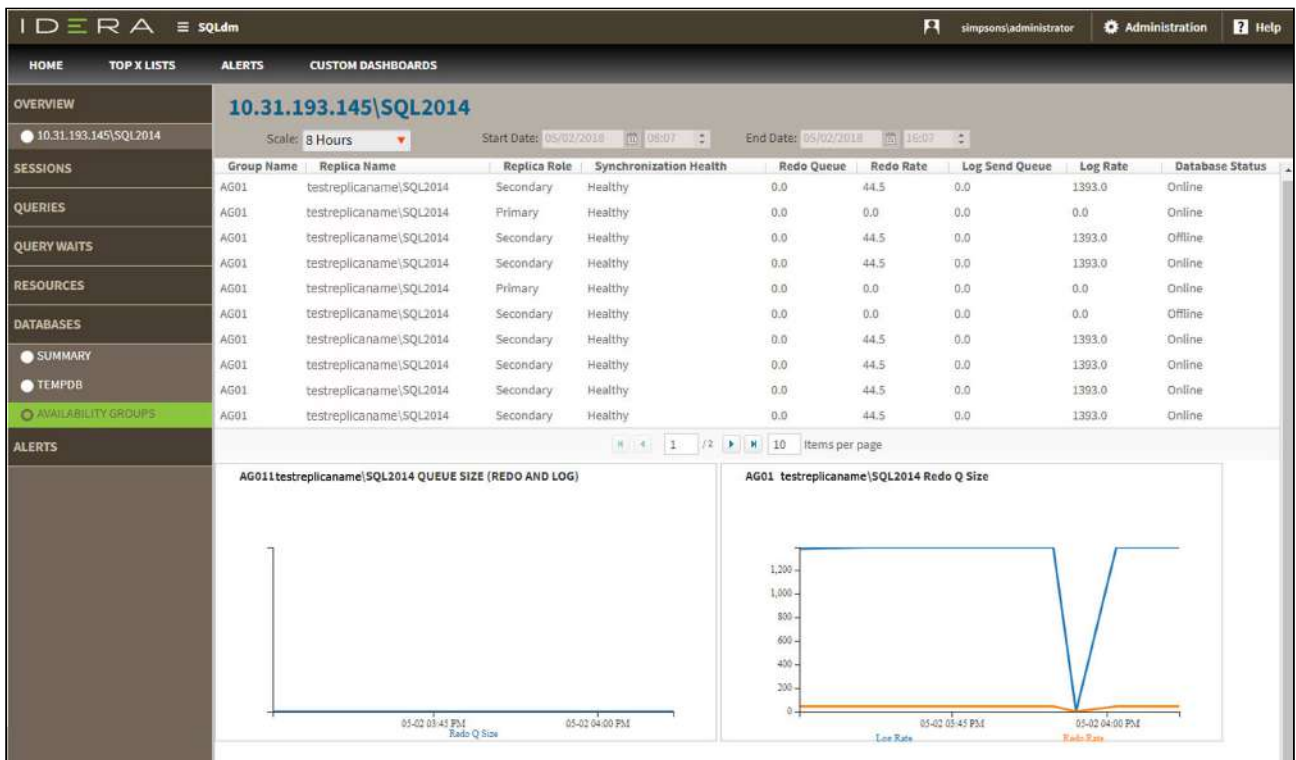 IDERA SQLdm simpsons\administrator Administration ? Help
HOME TOP X LISTS ALERTS CUSTOM DASHBOARDS
OVERVIEW
10.31.193.145\SQL2014
SESSIONS
QUERIES
QUERY WAITS
RESOURCES
DATABASES
SUMMARY
TEMPDB
AVAILABILITY GROUPS
ALERTS
10.31.193.145\SQL2014
Scale: 8 Hours Start Date: 05/02/2018 08:07 End Date: 05/02/2018 16:07
Group Name Replica Name Replica Role Synchronization Health Redo Queue Redo Rate Log Send Queue Log Rate Database Status
AG01 testreplicaname\SQL2014 Secondary Healthy 0.0 44.5 0.0 1393.0 Online
AG01 testreplicaname\SQL2014 Primary Healthy 0.0 0.0 0.0 0.0 Online
AG01 testreplicaname\SQL2014 Secondary Healthy 0.0 44.5 0.0 1393.0 Offline
AG01 testreplicaname\SQL2014 Secondary Healthy 0.0 44.5 0.0 1393.0 Online
AG01 testreplicaname\SQL2014 Primary Healthy 0.0 0.0 0.0 0.0 Online
AG01 testreplicaname\SQL2014 Secondary Healthy 0.0 0.0 0.0 0.0 Offline
AG01 testreplicaname\SQL2014 Secondary Healthy 0.0 44.5 0.0 1393.0 Online
AG01 testreplicaname\SQL2014 Secondary Healthy 0.0 44.5 0.0 1393.0 Online
AG01 testreplicaname\SQL2014 Secondary Healthy 0.0 44.5 0.0 1393.0 Online
AG01 testreplicaname\SQL2014 Secondary Healthy 0.0 44.5 0.0 1393.0 Online
1 /2 10 Items per page
AG011testreplicaname\SQL2014 QUEUE SIZE (REDO AND LOG)
05-02 03:45 PM 05-02 04:00 PM
Redo Q Size
AG01 testreplicaname\SQL2014 Redo Q Size
1,200
1,000
800
600
400
200
0
05-02 03:45 PM 05-02 04:00 PM
Log Rate Redo Rate